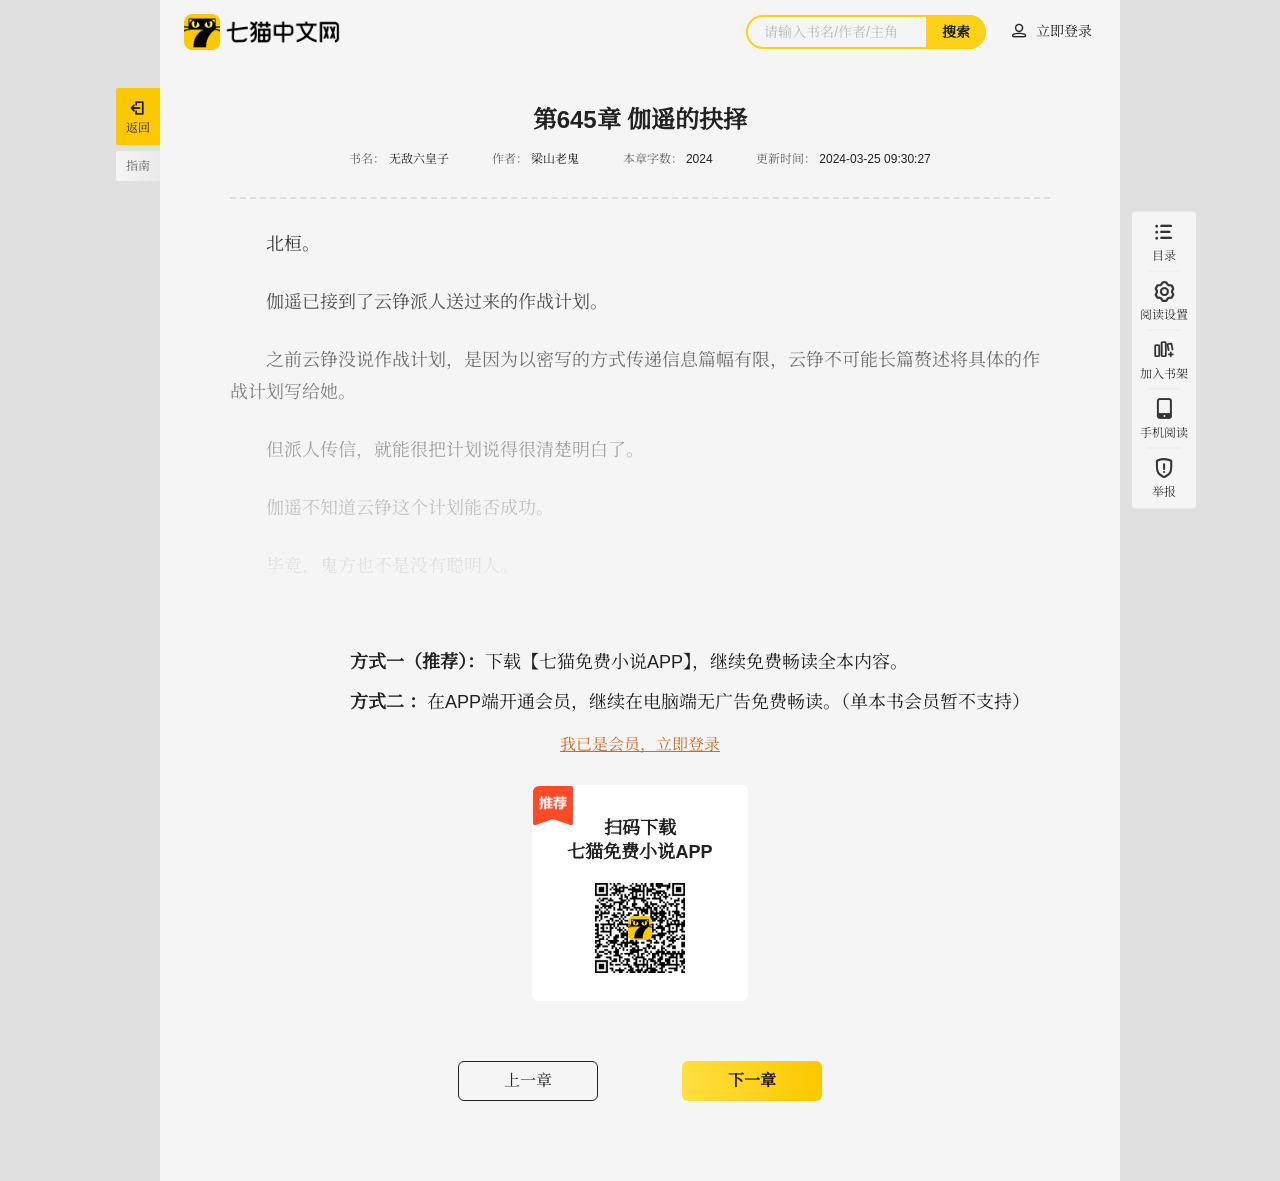 七猫中文网
请输入书名/作者/主角
搜索
立即登录
返回
指南
第645章 伽遥的抉择
书名： 无敌六皇子 作者： 梁山老鬼 本章字数： 2024 更新时间： 2024-03-25 09:30:27
北桓。
伽遥已接到了云铮派人送过来的作战计划。
之前云铮没说作战计划，是因为以密写的方式传递信息篇幅有限，云铮不可能长篇赘述将具体的作
战计划写给她。
但派人传信，就能很把计划说得很清楚明白了。
伽遥不知道云铮这个计划能否成功。
毕竟，鬼方也不是没有聪明人。
目录
阅读设置
加入书架
手机阅读
举报
方式一（推荐）：下载【七猫免费小说APP】，继续免费畅读全本内容。
方式二 ：在APP端开通会员，继续在电脑端无广告免费畅读。（单本书会员暂不支持）
我已是会员，立即登录
推荐
扫码下载
七猫免费小说APP
上一章
下一章